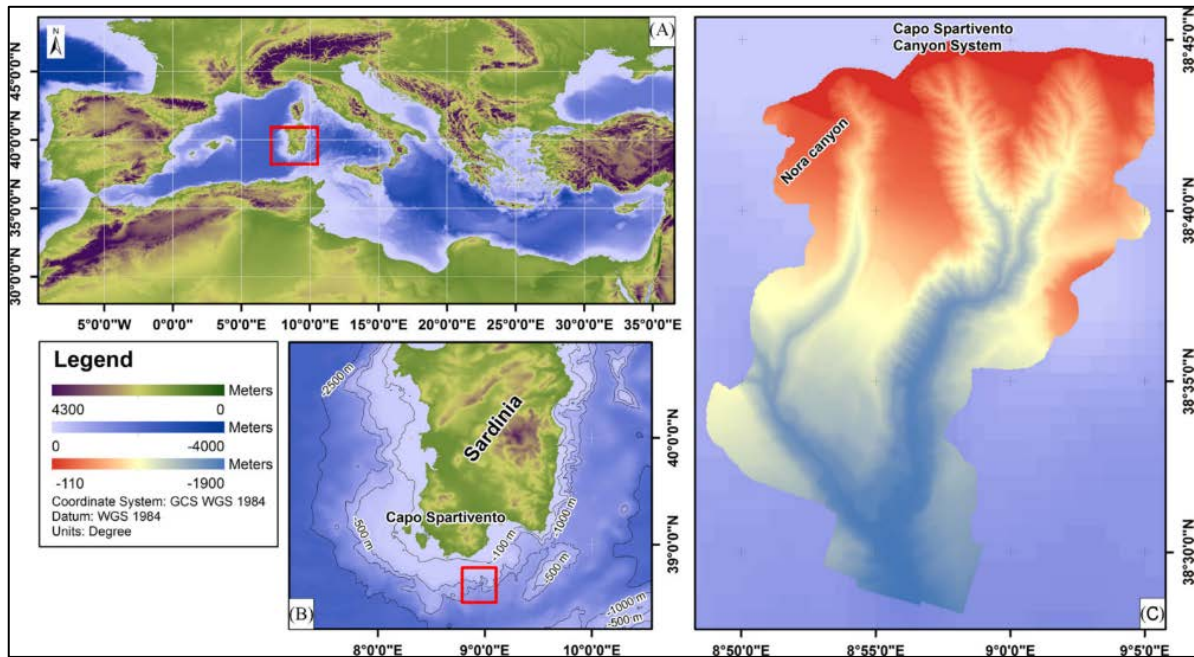 (A)
N
45°0'0"N
40°0'0"N
35°0'0"N
30°0'0"N
5°0'0"W
0°0'0"E
5°0'0"E
10°0'0"E
15°0'0"E
20°0'0"E
25°0'0"E
30°0'0"E
35°0'0"E
Legend
4300
0
Meters
0
-4000
Meters
-110
-1900
Meters
Coordinate System: GCS WGS 1984
Datum: WGS 1984
Units: Degree
(B)
-2500 m
Sardinia
Capo Spartivento
-500 m
-100 m
-1000 m
-500 m
-1000 m
-500 m
40°0'0"N
39°0'0"N
8°0'0"E
9°0'0"E
10°0'0"E
(C)
Capo Spartivento
Canyon System
Nora canyon
38°45'0"N
38°40'0"N
38°35'0"N
38°30'0"N
8°50'0"E
8°55'0"E
9°0'0"E
9°5'0"E